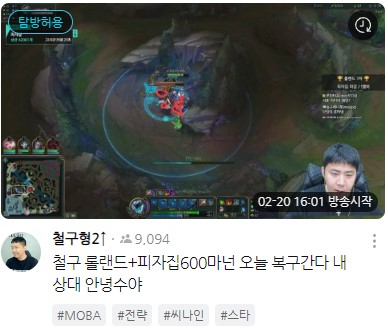 탐방허용
02-20 16:01 방송시작
철구형2↑ · 9,094
철구 롤랜드+피자집600마넌 오늘 복구간다 내
상대 안녕수야
#MOBA #전략 #씨나인 #스타